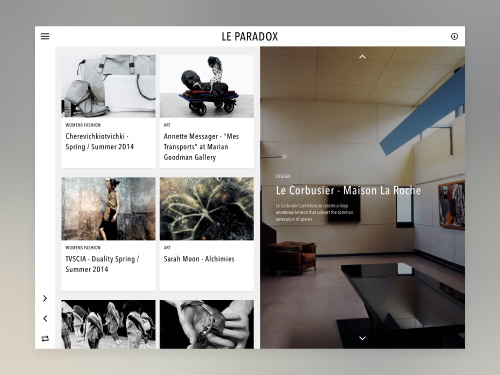 LE PARADOX
WOMENS FASHION
Cherevichkiotvichki -
Spring / Summer 2014
ART
Annette Messager - "Mes
Transports" at Marian
Goodman Gallery
WOMENS FASHION
TVSCIA - Duality Spring /
Summer 2014
ART
Sarah Moon - Alchimies
DESIGN
Le Corbusier - Maison La Roche
Le Corbusier's architecture creates a deep
emotional tension that subvert the common
perception of spaces.